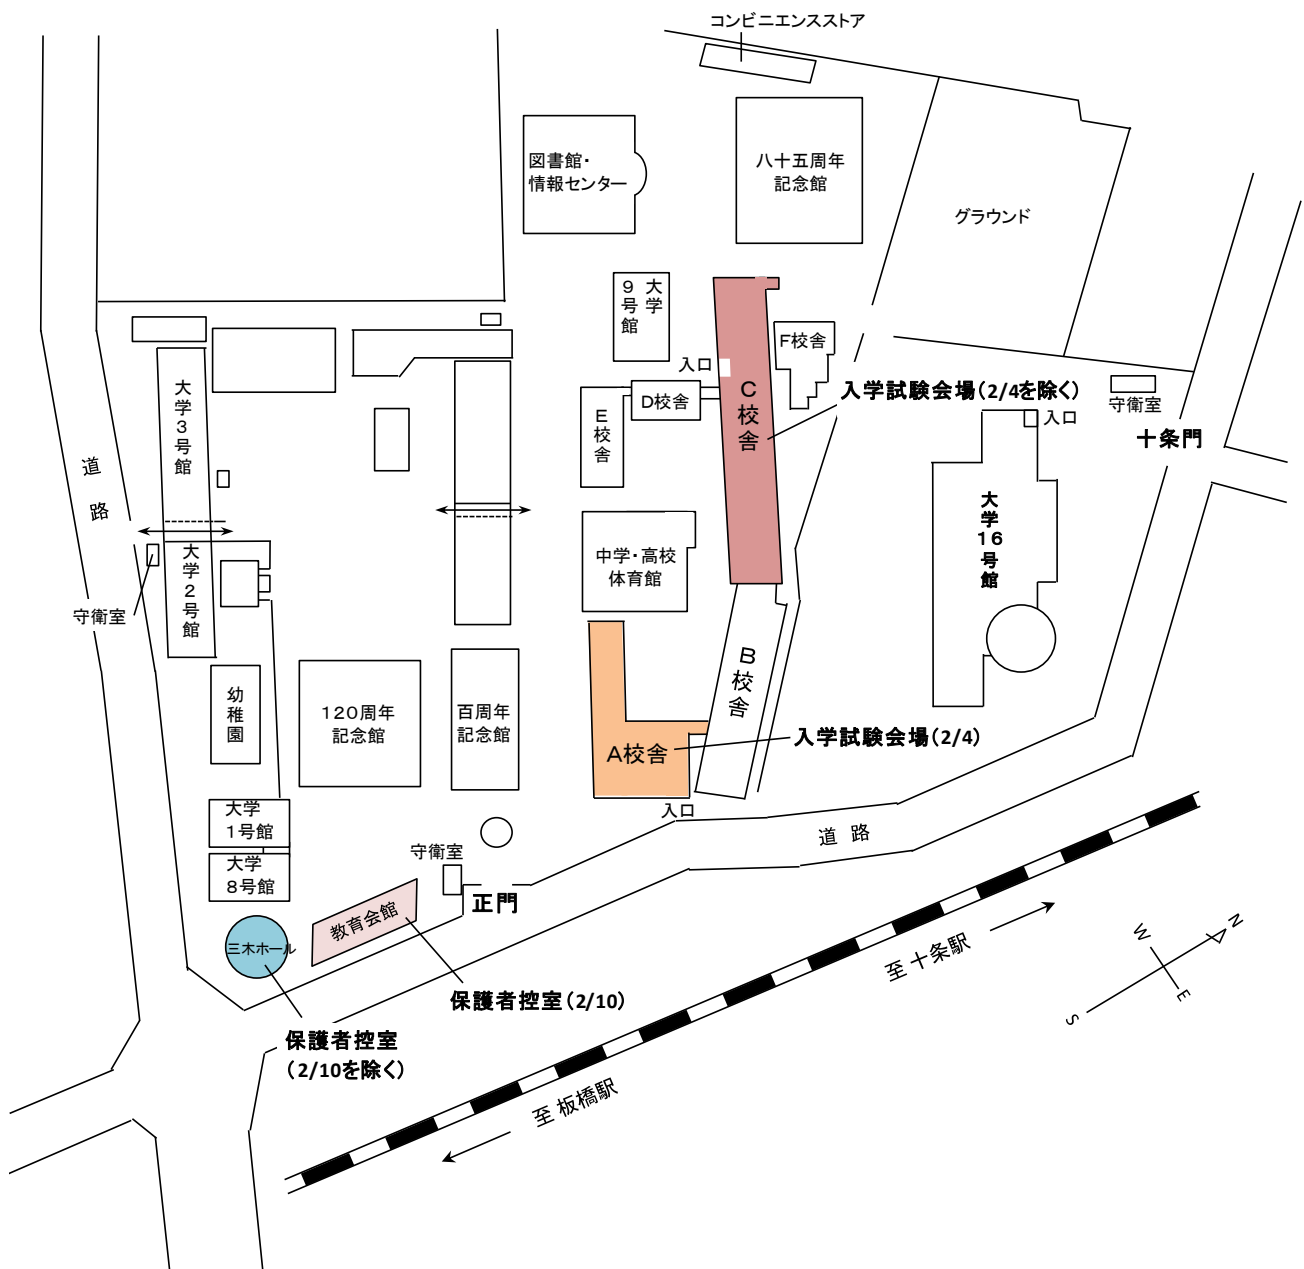 コンビニエンスストア
図書館・
情報センター
八十五周年
記念館
グラウンド
大学
9号館
入口
F校舎
C校舎
D校舎
E校舎
入学試験会場(2/4を除く)
守衛室
入口
十条門
大学3号館
道路
大学16号館
中学・高校
体育館
大学2号館
守衛室
B校舎
幼稚園
120周年
記念館
百周年
記念館
入学試験会場(2/4)
A校舎
大学
1号館
入口
道路
守衛室
大学
8号館
正門
教育会館
三木ホール
至 十条駅
N
W
E
S
保護者控室(2/10)
保護者控室
(2/10を除く)
至 板橋駅